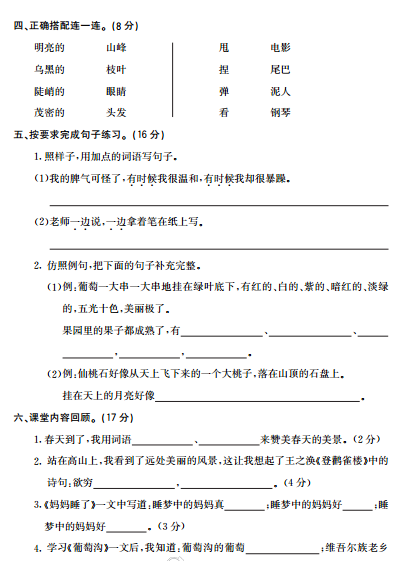 四、正确搭配连一连。(8分)
明亮的 山峰 甩 电影
乌黑的 枝叶 捏 尾巴
陡峭的 眼睛 弹 泥人
茂密的 头发 看 钢琴
五、按要求完成句子练习。(16分)
1. 照样子,用加点的词语写句子。
(1)我的脾气可怪了,有时候我很温和,有时候我却很暴躁。
(2)老师一边说,一边拿着笔在纸上写。
2. 仿照例句,把下面的句子补充完整。
(1)例:葡萄一大串一大串地挂在绿叶底下,有红的、白的、紫的、暗红的、淡绿
的,五光十色,美丽极了。
果园里的果子都成熟了,有____________、____________、____
________,____________,____________。
(2)例:仙桃石好像从天上飞下来的一个大桃子,落在山顶的石盘上。
挂在天上的月亮好像______________________________。
六、课堂内容回顾。(17分)
1. 春天到了,我用词语__________、__________来赞美春天的美景。(2分)
2. 站在高山上,我看到了远处美丽的风景,这让我想起了王之涣《登鹳雀楼》中的
诗句:欲穷____________,______________。(4分)
3.《妈妈睡了》一文中写道:睡梦中的妈妈真______;睡梦中的妈妈好____;睡
梦中的妈妈好______。(3分)
4. 学习《葡萄沟》一文后,我知道:葡萄沟的葡萄____________;维吾尔族老乡